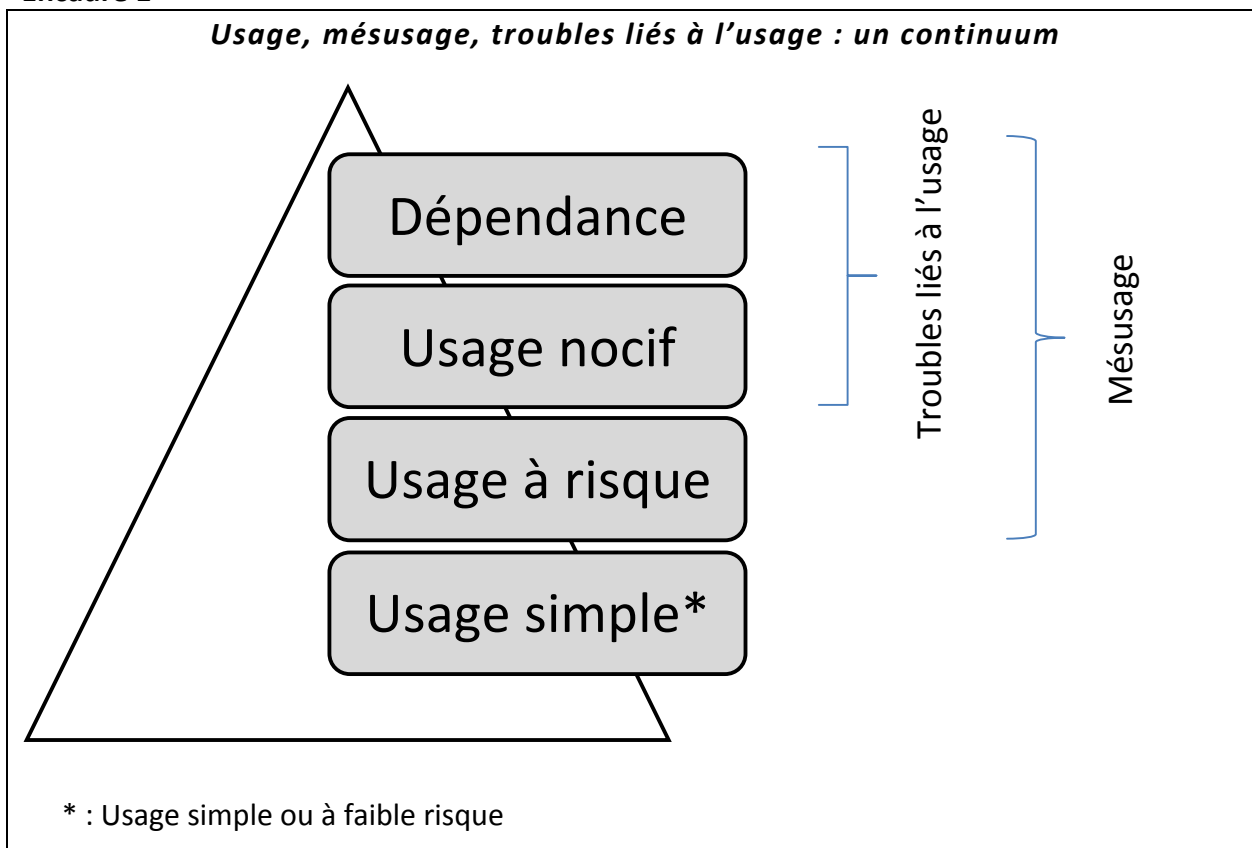 Usage, mésusage, troubles liés à l’usage : un continuum
Dépendance
Usage nocif
Usage à risque
Usage simple*
Troubles liés à l’usage
Mésusage
* : Usage simple ou à faible risque